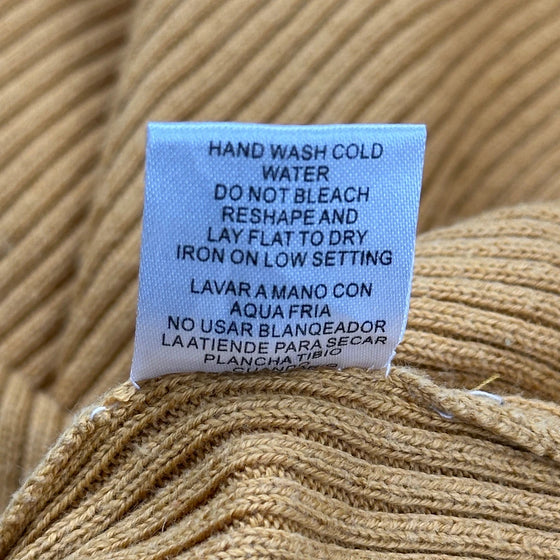 HAND WASH COLD
WATER
DO NOT BLEACH
RESHAPE AND
LAY FLAT TO DRY
IRON ON LOW SETTING
LAVAR A MANO CON
AQUA FRIA
NO USAR BLANQEADOR
LA ATIENDE PARA SECAR
PLANCHA TIBIO